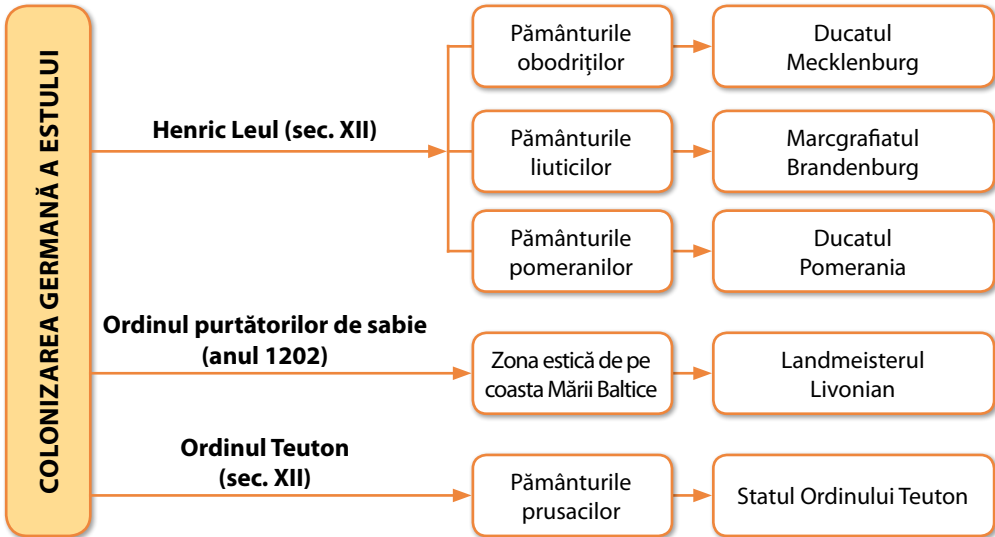 COLONIZAREA GERMANĂ A ESTULUI
Henric Leul (sec. XII)
Pământurile
obodriților
Ducatul
Mecklenburg
Pământurile
liuticilor
Marcgrafiatul
Brandenburg
Pământurile
pomeranilor
Ducatul
Pomerania
Ordinul purtătorilor de sabie
(anul 1202)
Zona estică de pe
coasta Mării Baltice
Landmeisterul
Livonian
Ordinul Teuton
(sec. XII)
Pământurile
prusacilor
Statul Ordinului Teuton